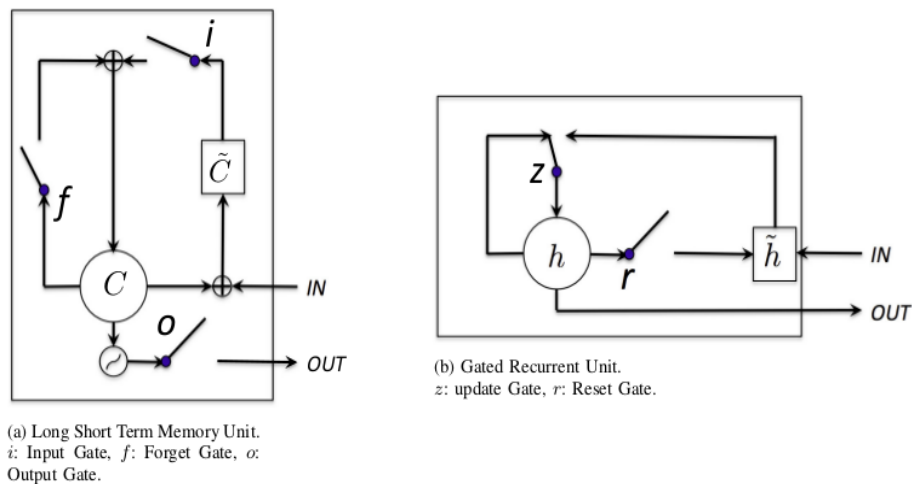 i
C̃
f
C
IN
o
OUT
(a) Long Short Term Memory Unit.
i: Input Gate, f: Forget Gate, o:
Output Gate.
z
h
r
h̃
IN
OUT
(b) Gated Recurrent Unit.
z: update Gate, r: Reset Gate.